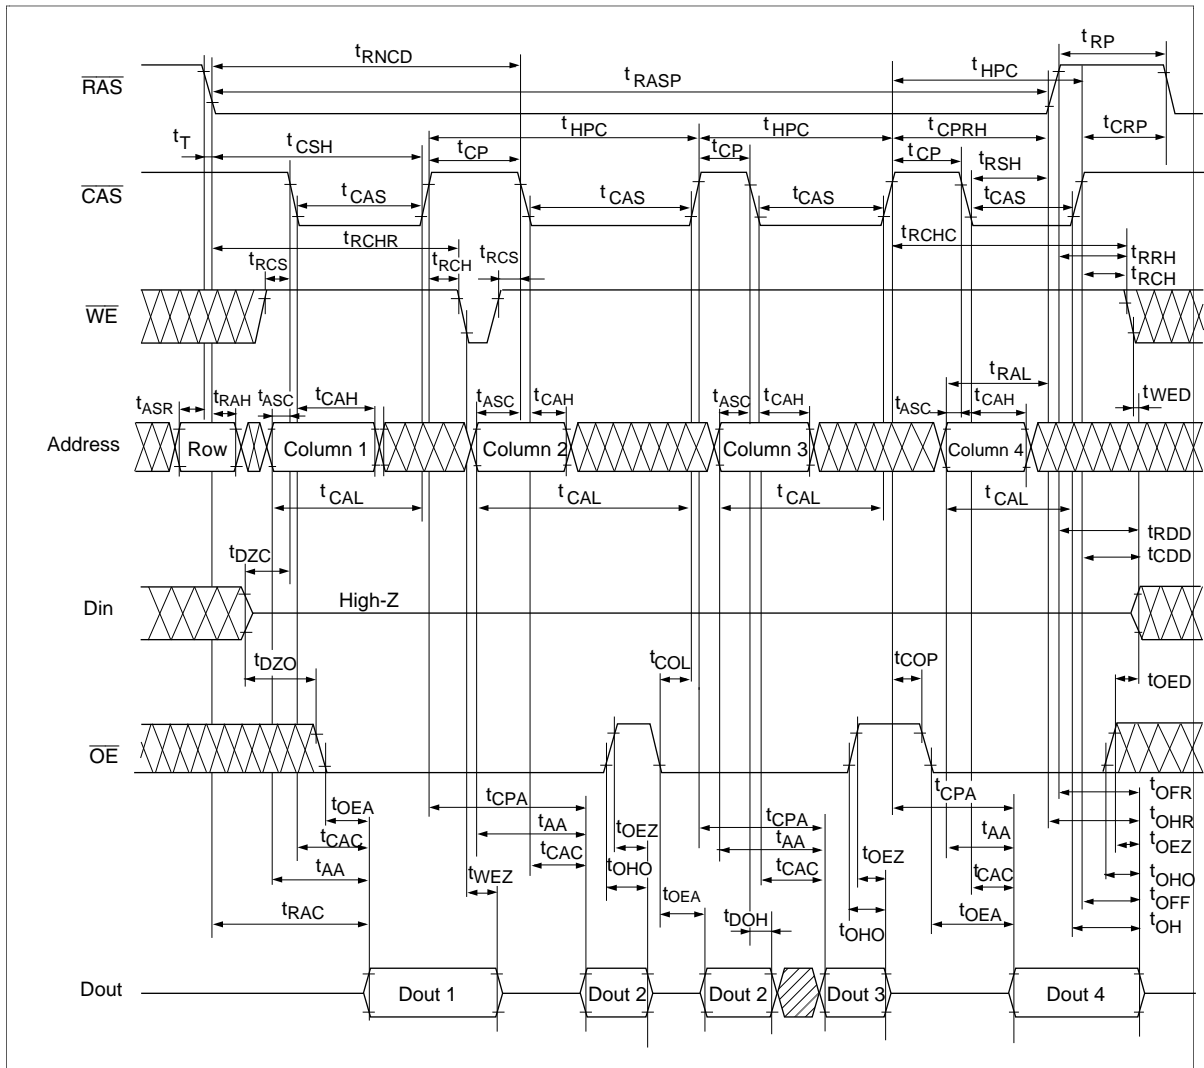 tRNCD
tRP
tHPC
RAS
tRASP
tT
tCSH
tHPC
tHPC
tCPRH
tCRP
tCP
tCP
tCP
tRSH
CAS
tCAS
tCAS
tCAS
tCAS
tRCHR
tRCHC
tRCS
tRCH
tRCS
tRRH
tRCH
WE
tRAL
tWED
tASR
tRAH
tASC
tCAH
tASC
tCAH
tASC
tCAH
tASC
tCAH
Address
Row
Column 1
Column 2
Column 3
Column 4
tCAL
tCAL
tCAL
tCAL
tRDD
tCDD
tDZC
Din
High-Z
tDZO
tCOL
tCOP
tOED
OE
tOEA
tCPA
tCPA
tOFR
tOHR
tOEZ
tCAC
tAA
tOEZ
tCPA
tAA
tOEZ
tAA
tOHO
tAA
tCAC
tWEZ
tOHO
tCAC
tCAC
tOFF
tRAC
tOEA
tDOH
tOHO
tOEA
tOH
Dout
Dout 1
Dout 2
Dout 2
Dout 3
Dout 4